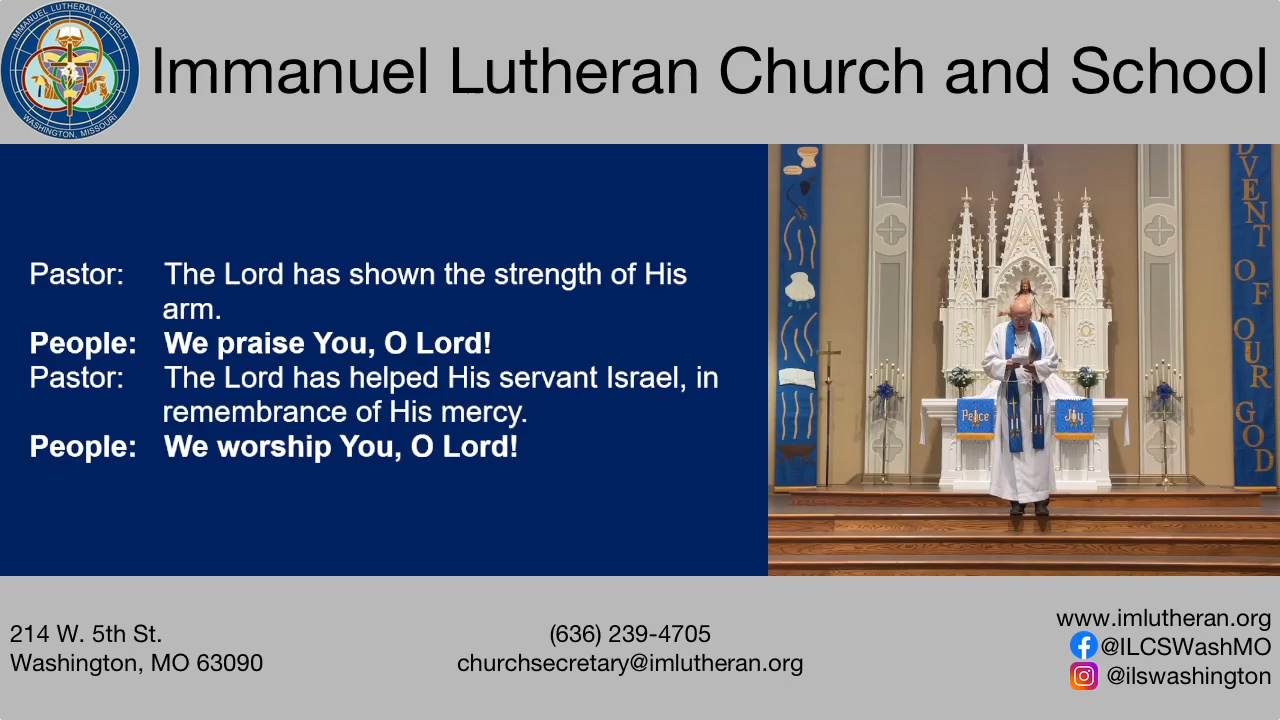 IMMANUEL LUTHERAN CHURCH
WASHINGTON, MISSOURI
Immanuel Lutheran Church and School
Pastor: The Lord has shown the strength of His
arm.
People: We praise You, O Lord!
Pastor: The Lord has helped His servant Israel, in
remembrance of His mercy.
People: We worship You, O Lord!
Peace
Joy
ADVENT OF OUR GOD
214 W. 5th St.
Washington, MO 63090
(636) 239-4705
churchsecretary@imlutheran.org
www.imlutheran.org
@ILCSWashMO
@ilswashington